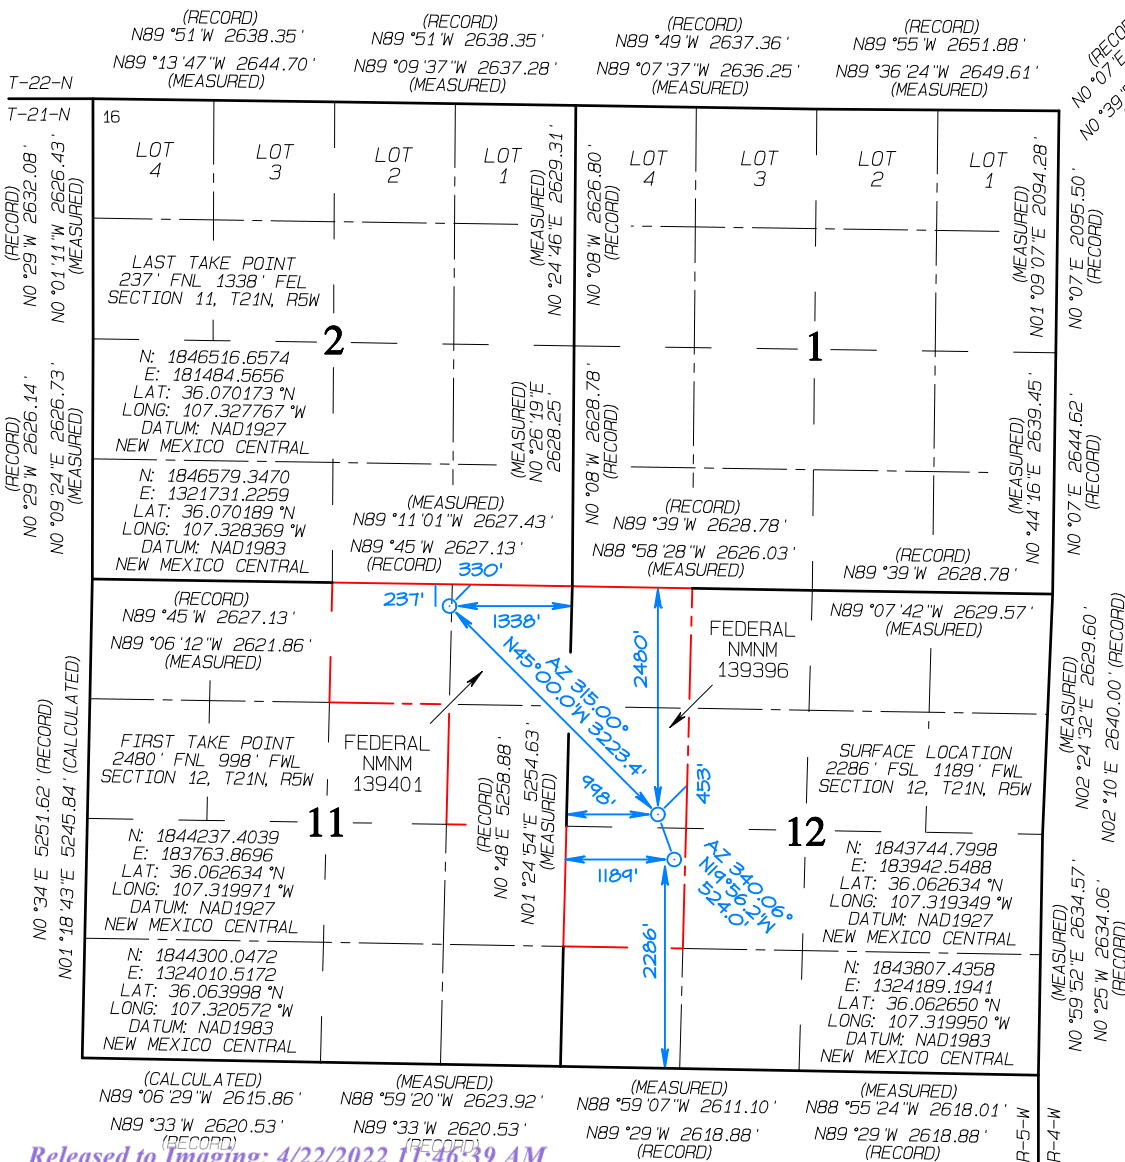 (RECORD)
N89°51'W 2638.35'
N89°13'47"W 2644.70'
(MEASURED)
(RECORD)
N89°51'W 2638.35'
N89°09'37"W 2637.28'
(MEASURED)
(RECORD)
N89°49'W 2637.36'
N89°07'37"W 2636.25'
(MEASURED)
(RECORD)
N89°55'W 2651.88'
N89°36'24"W 2649.61'
(MEASURED)
(RECORD)
N0°07'E
N0°39'
T-22-N
T-21-N
16
LOT
4
LOT
3
LOT
2
LOT
1
LOT
4
LOT
3
LOT
2
LOT
1
(RECORD)
N0°29'W 2632.08'
N0°01'11"W 2626.43'
(MEASURED)
(MEASURED)
N0°24'46"E 2629.31'
N0°08'W 2626.80'
(RECORD)
(MEASURED)
N01°09'07"E 2094.28'
N0°07'E 2095.50'
(RECORD)
LAST TAKE POINT
237' FNL 1338' FEL
SECTION 11, T21N, R5W
2
1
N: 1846516.6574
E: 181484.5656
LAT: 36.070173°N
LONG: 107.327767°W
DATUM: NAD1927
NEW MEXICO CENTRAL
(RECORD)
N0°29'W 2626.14'
N0°09'24"E 2626.73'
(MEASURED)
(MEASURED)
N0°26'19"E
2628.25'
N0°08'W 2628.78'
(RECORD)
(MEASURED)
N0°44'16"E 2639.45'
N0°07'E 2644.62'
(RECORD)
N: 1846579.3470
E: 1321731.2259
LAT: 36.070189°N
LONG: 107.328369°W
DATUM: NAD1983
NEW MEXICO CENTRAL
(MEASURED)
N89°11'01"W 2627.43'
N89°45'W 2627.13'
(RECORD)
(RECORD)
N89°39'W 2628.78'
N88°58'28"W 2626.03'
(MEASURED)
(RECORD)
N89°39'W 2628.78'
N89°07'42"W 2629.57'
(MEASURED)
(RECORD)
N89°45'W 2627.13'
N89°06'12"W 2621.86'
(MEASURED)
330'
237'
1338'
AZ 315.00°
N45°00.0'W 3223.4'
2480'
FEDERAL
NMNM
139396
N0°34'E 5251.62' (RECORD)
N01°18'43"E 5245.84' (CALCULATED)
(MEASURED)
N02°24'32"E 2629.60'
N02°10'E 2640.00' (RECORD)
FIRST TAKE POINT
2480' FNL 998' FWL
SECTION 12, T21N, R5W
FEDERAL
NMNM
139401
(RECORD)
N0°48'E 5258.88'
N01°24'54"E 5254.63'
(MEASURED)
998'
453'
SURFACE LOCATION
2286' FSL 1189' FWL
SECTION 12, T21N, R5W
11
12
N: 1844237.4039
E: 183763.8696
LAT: 36.062634°N
LONG: 107.319971°W
DATUM: NAD1927
NEW MEXICO CENTRAL
1189'
AZ 340.06°
N19°56.2'W
524.0'
2286'
N: 1843744.7998
E: 183942.5488
LAT: 36.062634°N
LONG: 107.319349°W
DATUM: NAD1927
NEW MEXICO CENTRAL
N: 1844300.0472
E: 1324010.5172
LAT: 36.063998°N
LONG: 107.320572°W
DATUM: NAD1983
NEW MEXICO CENTRAL
N: 1843807.4358
E: 1324189.1941
LAT: 36.062650°N
LONG: 107.319950°W
DATUM: NAD1983
NEW MEXICO CENTRAL
(MEASURED)
N0°59'52"E 2634.57'
N0°25'W 2634.06'
(RECORD)
(CALCULATED)
N89°06'29"W 2615.86'
N89°33'W 2620.53'
(RECORD)
(MEASURED)
N88°59'20"W 2623.92'
N89°33'W 2620.53'
(RECORD)
(MEASURED)
N88°59'07"W 2611.10'
N89°29'W 2618.88'
(RECORD)
(MEASURED)
N88°55'24"W 2618.01'
N89°29'W 2618.88'
(RECORD)
R-5-W
R-4-W
Released to Imaging: 4/22/2022 11:46:39 AM